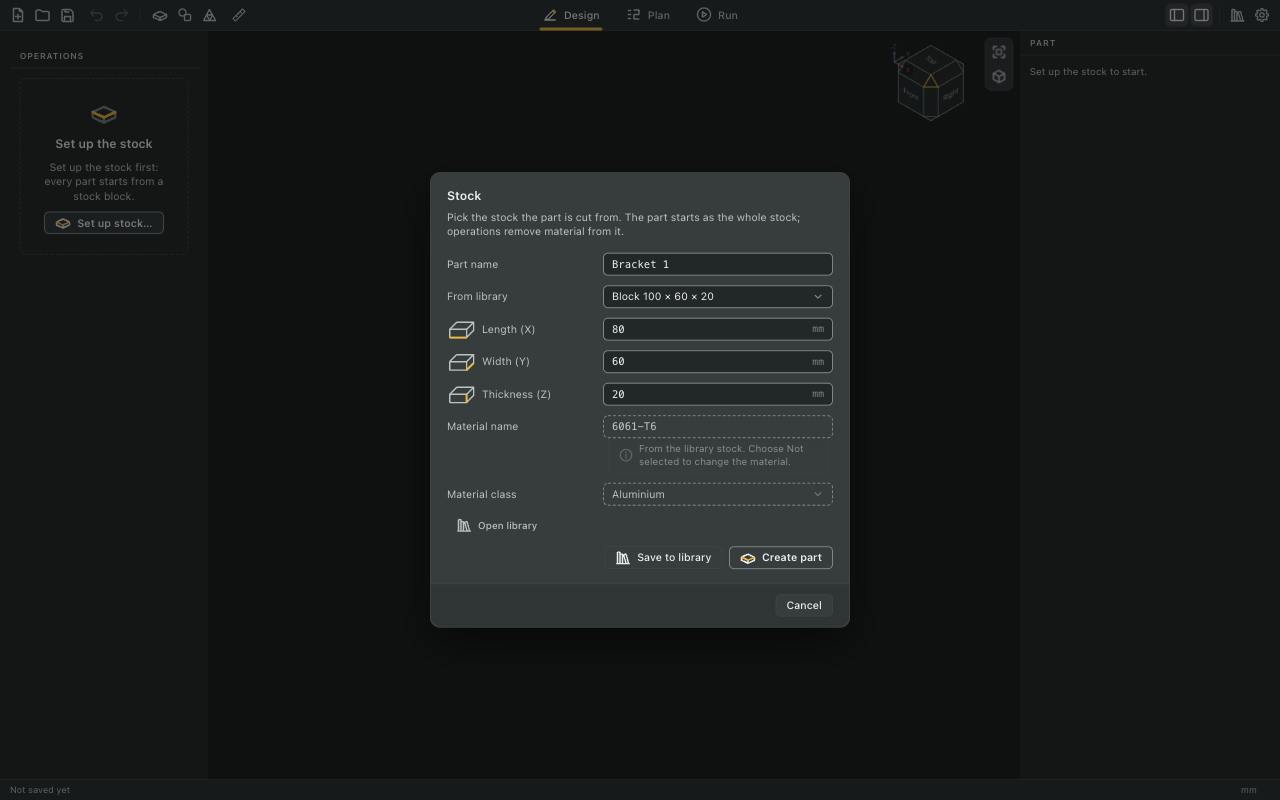 Design
Plan
Run
OPERATIONS
Set up the stock
Set up the stock first:
every part starts from a
stock block.
Set up stock...
Top
Front
Right
PART
Set up the stock to start.
Stock
Pick the stock the part is cut from. The part starts as the whole stock;
operations remove material from it.
Part name
Bracket 1
From library
Block 100 × 60 × 20
Length (X)
80 mm
Width (Y)
60 mm
Thickness (Z)
20 mm
Material name
6061-T6
From the library stock. Choose Not
selected to change the material.
Material class
Aluminium
Open library
Save to library
Create part
Cancel
Not saved yet
mm